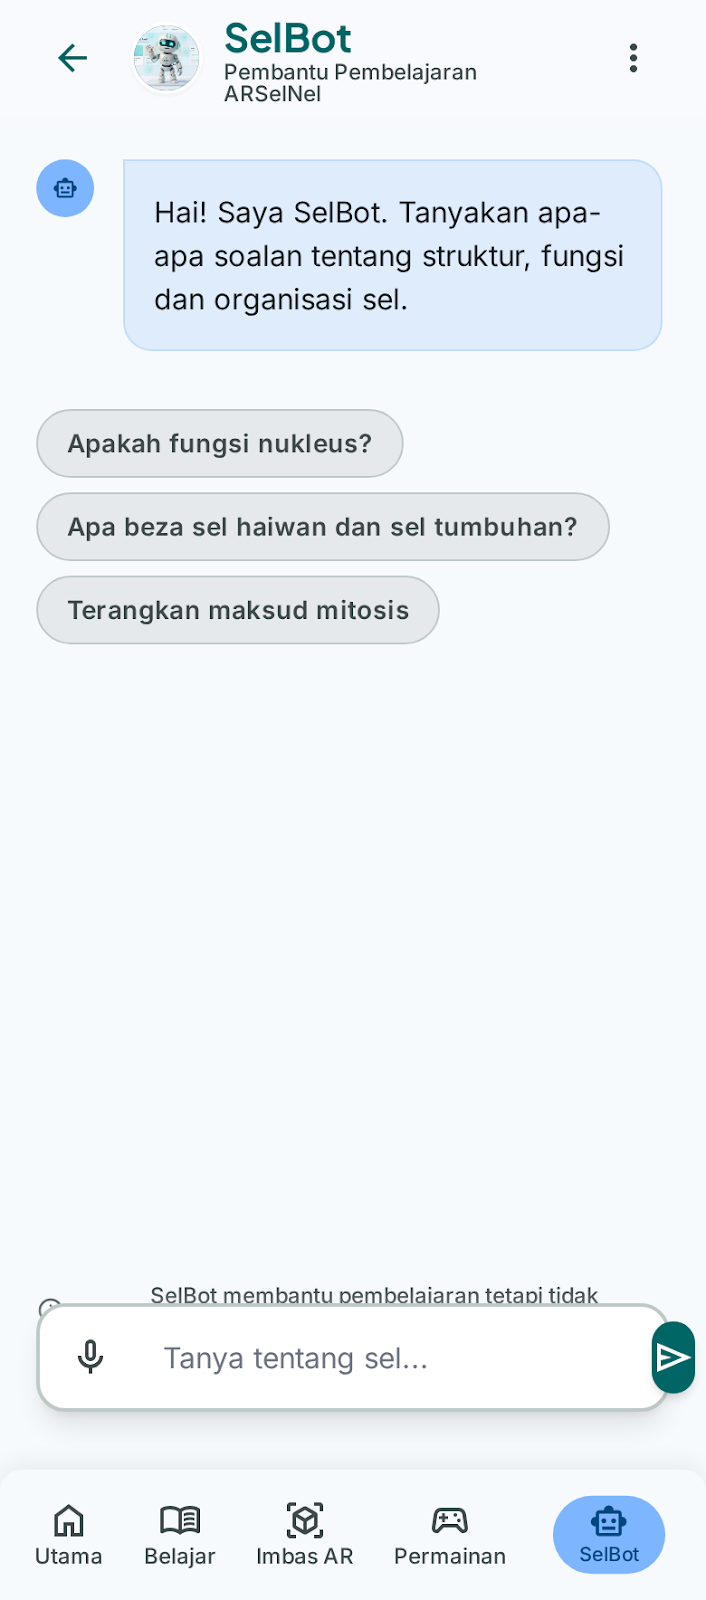 SelBot
Pembantu Pembelajaran
ARSelNel
Hai! Saya SelBot. Tanyakan apa-
apa soalan tentang struktur, fungsi
dan organisasi sel.
Apakah fungsi nukleus?
Apa beza sel haiwan dan sel tumbuhan?
Terangkan maksud mitosis
SelBot membantu pembelajaran tetapi tidak
Tanya tentang sel...
Utama
Belajar
Imbas AR
Permainan
SelBot